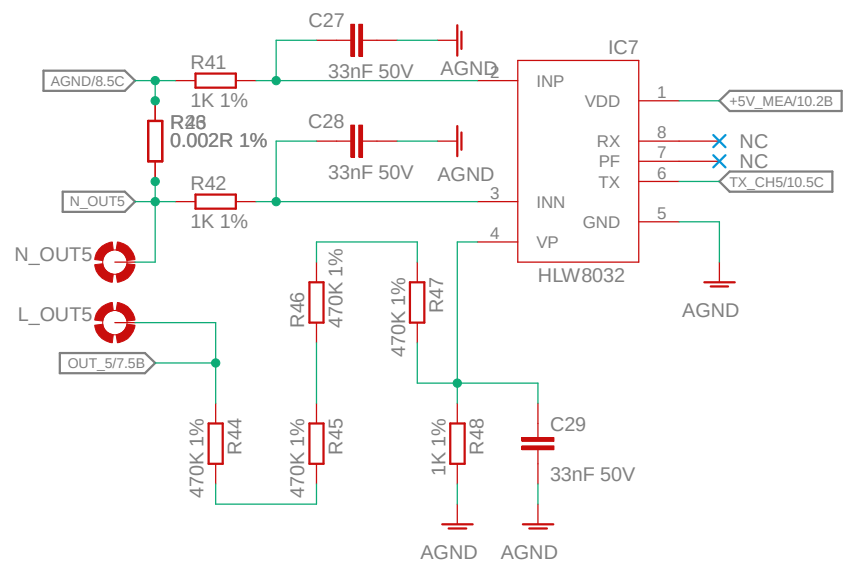 C27
IC7
R41
AGND
33nF 50V
2
INP
AGND/8.5C
1K 1%
VDD
1
+5V_MEA/10.2B
C28
0.002R 1%
RX
8
NC
PF
7
NC
33nF 50V
AGND
R42
TX
6
TX_CH5/10.5C
N_OUT5
3
INN
1K 1%
GND
5
4
VP
N_OUT5
HLW8032
R46
470K 1%
470K 1%
R47
AGND
L_OUT5
OUT_5/7.5B
470K 1%
R44
470K 1%
R45
1K 1%
R48
C29
33nF 50V
AGND
AGND